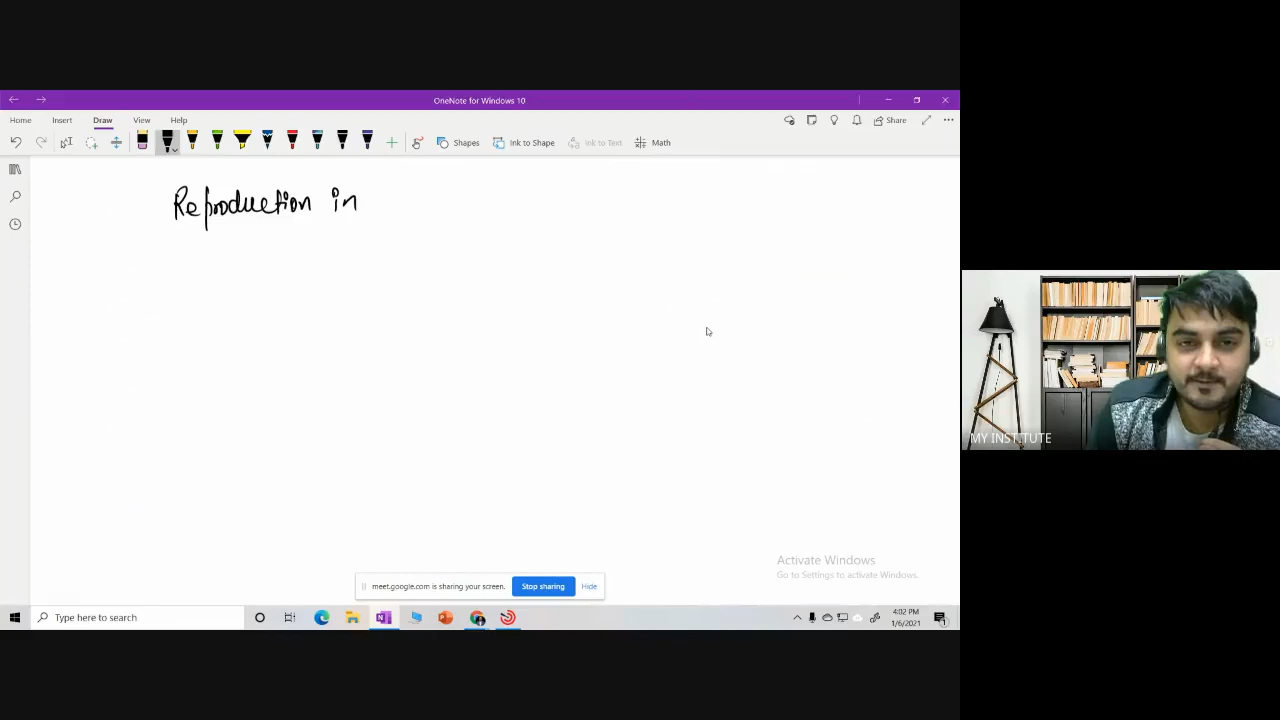 OneNote for Windows 10
Home Insert Draw View Help
Share
Shapes Ink to Shape Ink to Text Math
Reproduction in
MY INSTITUTE
Activate Windows
Go to Settings to activate Windows.
meet.google.com is sharing your screen. Stop sharing Hide
Type here to search
4:02 PM
1/6/2021